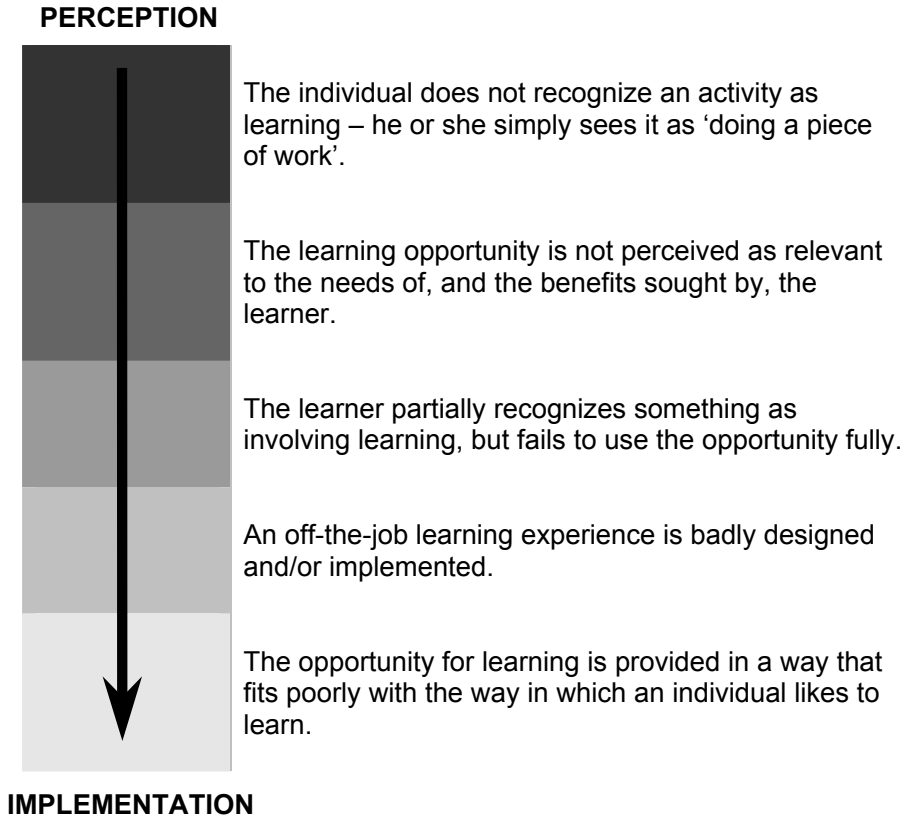 PERCEPTION
The individual does not recognize an activity as
learning – he or she simply sees it as ‘doing a piece
of work’.
The learning opportunity is not perceived as relevant
to the needs of, and the benefits sought by, the
learner.
The learner partially recognizes something as
involving learning, but fails to use the opportunity fully.
An off-the-job learning experience is badly designed
and/or implemented.
The opportunity for learning is provided in a way that
fits poorly with the way in which an individual likes to
learn.
IMPLEMENTATION